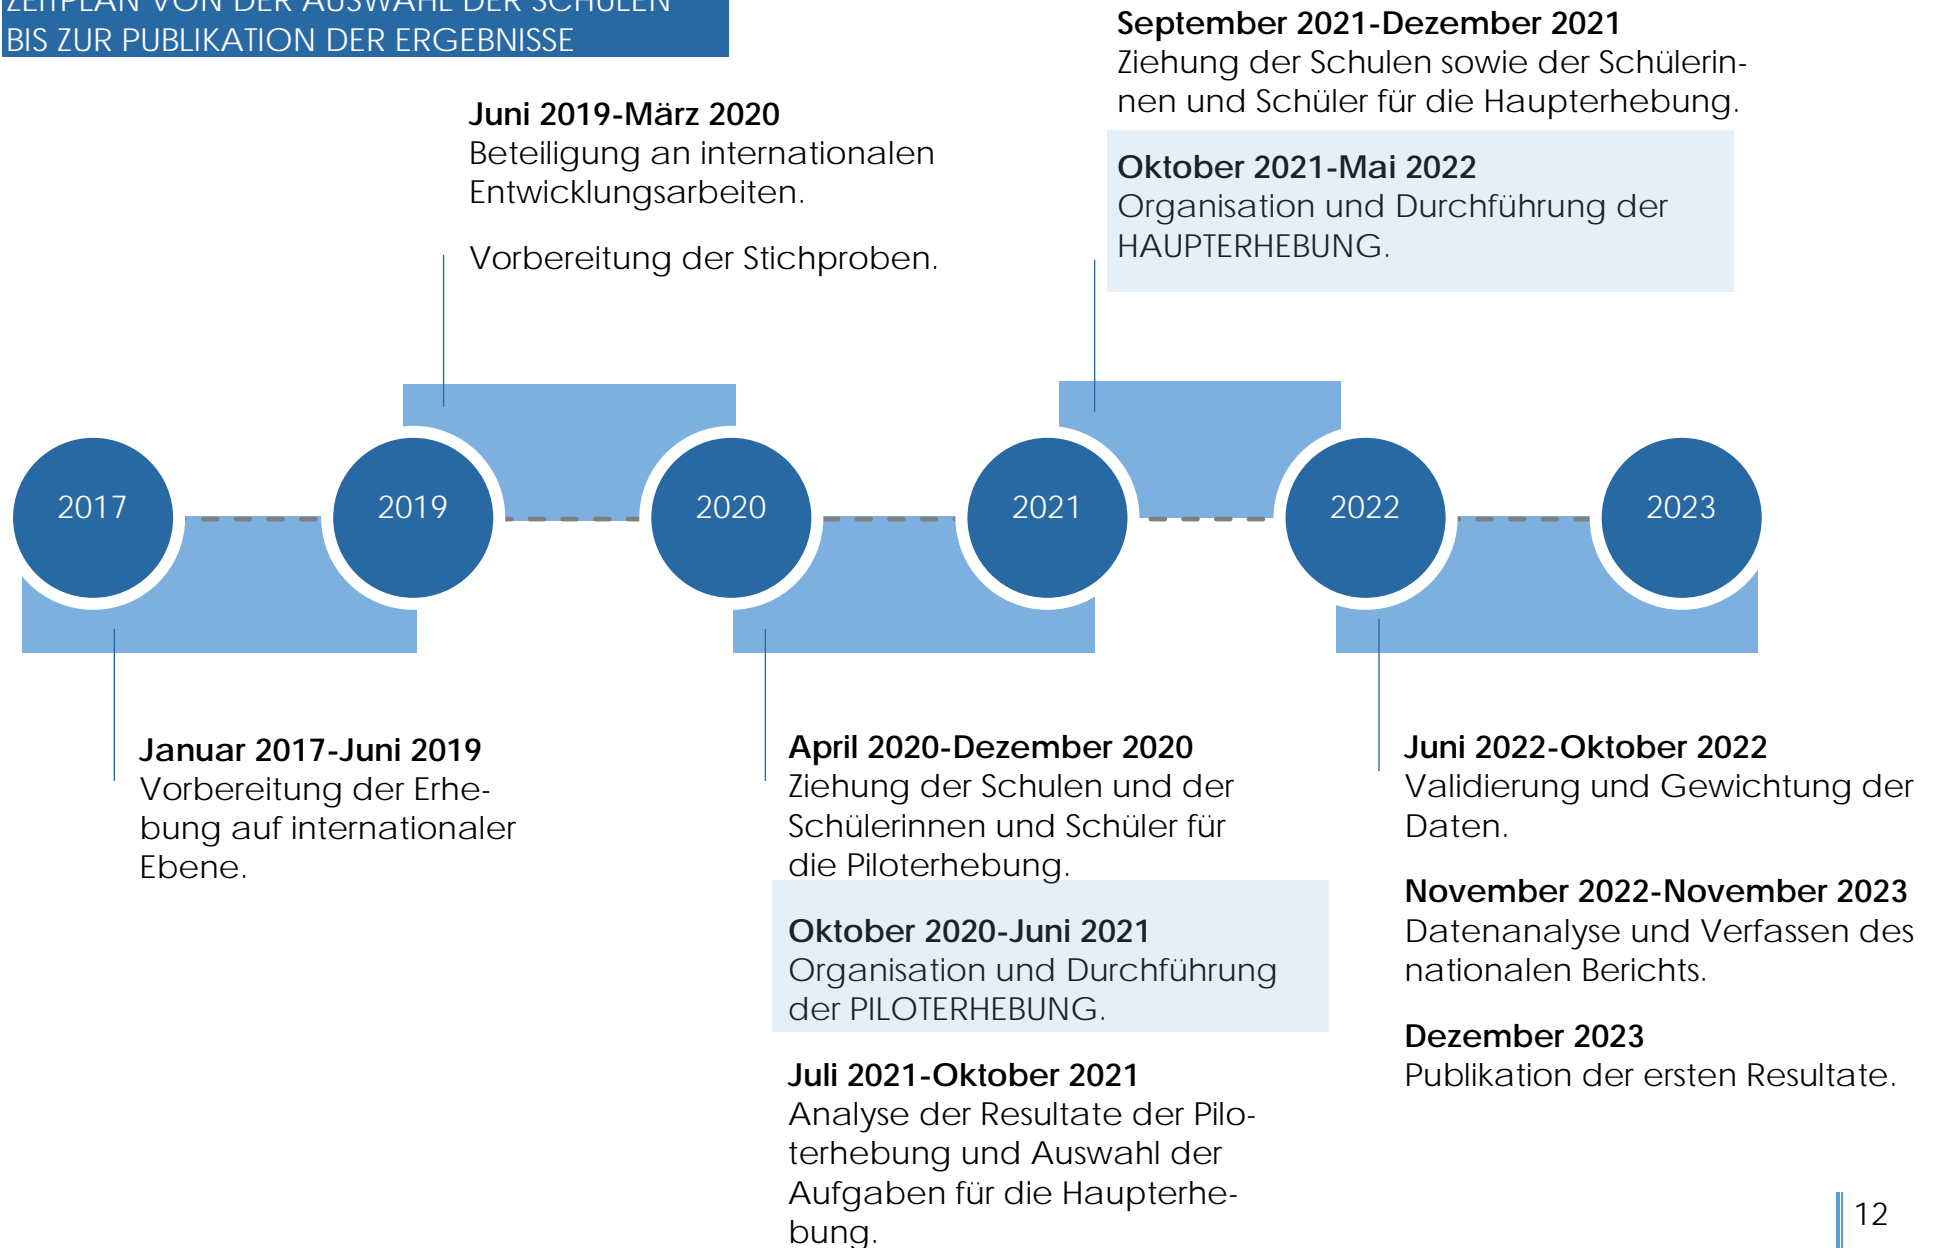 ZEITPLAN VON DER AUSWAHL DER SCHULEN
BIS ZUR PUBLIKATION DER ERGEBNISSE
Juni 2019-März 2020
Beteiligung an internationalen
Entwicklungsarbeiten.
Vorbereitung der Stichproben.
September 2021-Dezember 2021
Ziehung der Schulen sowie der Schülerin-
nen und Schüler für die Haupterhebung.
Oktober 2021-Mai 2022
Organisation und Durchführung der
HAUPTERHEBUNG.
2017
2019
2020
2021
2022
2023
Januar 2017-Juni 2019
Vorbereitung der Erhe-
bung auf internationaler
Ebene.
April 2020-Dezember 2020
Ziehung der Schulen und der
Schülerinnen und Schüler für
die Piloterhebung.
Oktober 2020-Juni 2021
Organisation und Durchführung
der PILOTERHEBUNG.
Juli 2021-Oktober 2021
Analyse der Resultate der Pilo-
terhebung und Auswahl der
Aufgaben für die Haupterhe-
bung.
Juni 2022-Oktober 2022
Validierung und Gewichtung der
Daten.
November 2022-November 2023
Datenanalyse und Verfassen des
nationalen Berichts.
Dezember 2023
Publikation der ersten Resultate.
12